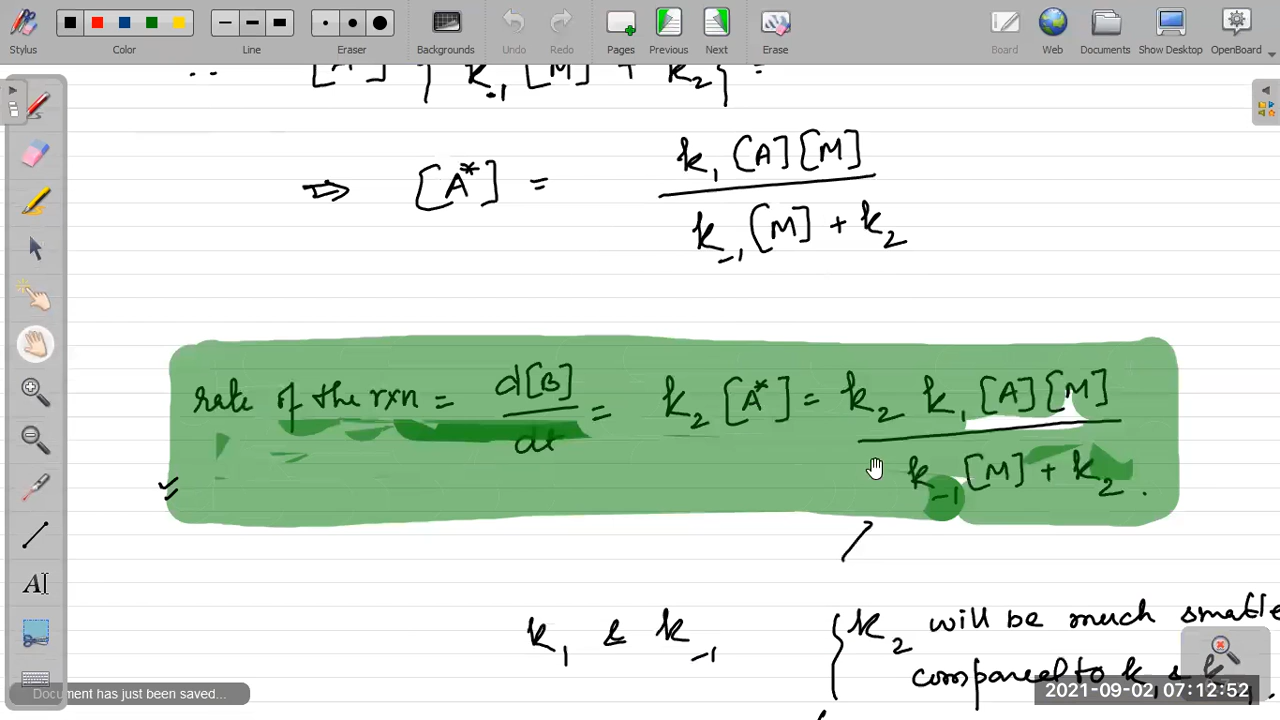 Stylus Color Line Eraser Backgrounds Undo Redo Pages Previous Next Erase Board Web Documents Show Desktop OpenBoard
∴ [A*] { k₋₁ [M] + k₂ } =
⇒ [A*] = k₁ [A][M] / k₋₁ [M] + k₂
rate of the rxn = d[B] / dt = k₂ [A*] = k₂ k₁ [A][M] / k₋₁ [M] + k₂ .
k₁ & k₋₁ { k₂ will be much
compared to k₁ &
Document has just been saved...
2021-09-02 07:12:52